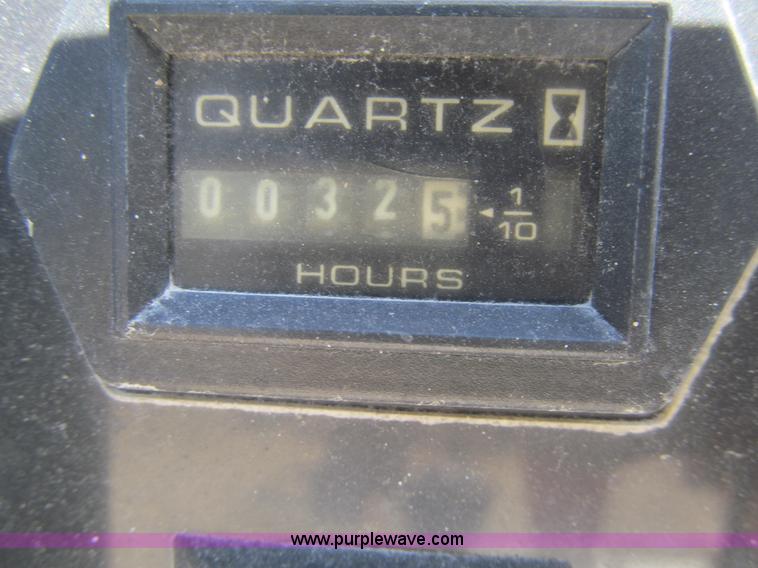 QUARTZ
0 0 3 2 5 1/10
HOURS
www.purplewave.com